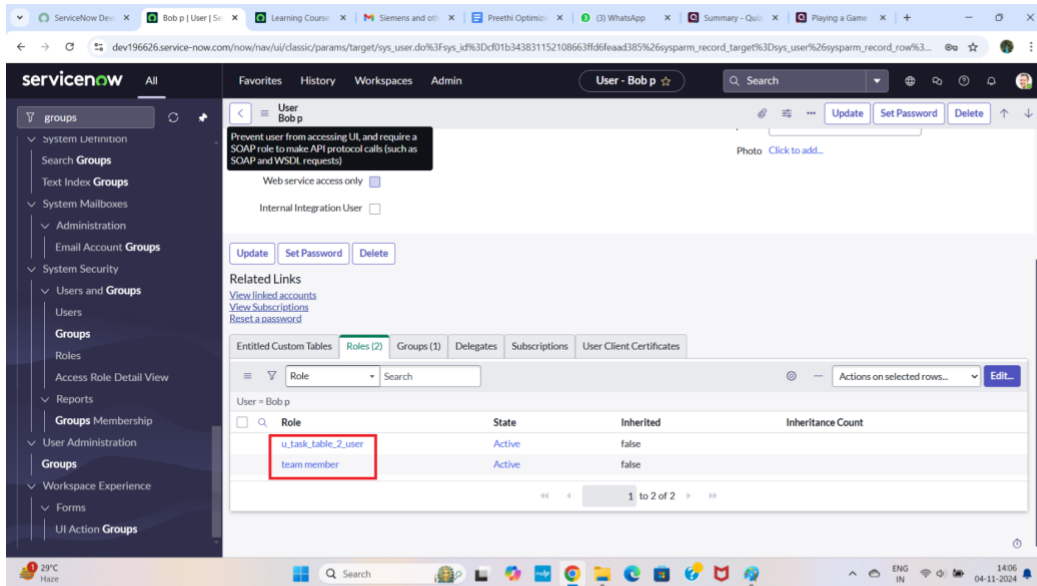 ServiceNow Deve
Bob p | User | Se
Learning Course
Siemens and oth
Preethi Optimizi
(3) WhatsApp
Summary - Qui
Playing a Game
dev196626.service-now.com/now/nav/ui/classic/params/target/sys_user.do%3Fsys_id%3Dcf01b343831152108663ffd6feaad385%26sysparm_record_target%3Dsys_user%26sysparm_record_row%3...
servicenow
All
Favorites
History
Workspaces
Admin
User - Bob p
Search
groups
User
Bob p
Update
Set Password
Delete
System Definition
Search Groups
Text Index Groups
System Mailboxes
Administration
Email Account Groups
System Security
Users and Groups
Users
Groups
Roles
Access Role Detail View
Reports
Groups Membership
User Administration
Groups
Workspace Experience
Forms
UI Action Groups
Prevent user from accessing UI, and require a
SOAP role to make API protocol calls (such as
SOAP and WSDL requests)
Photo Click to add...
Web service access only
Internal Integration User
Update
Set Password
Delete
Related Links
View linked accounts
View Subscriptions
Reset a password
Entitled Custom Tables
Roles (2)
Groups (1)
Delegates
Subscriptions
User Client Certificates
Role
Search
Actions on selected rows...
Edit...
User = Bob p
Role State Inherited Inheritance Count
u_task_table_2_user Active false
team member Active false
1 to 2 of 2
1
29°C
Haze
Search
ENG
IN
14:06
04-11-2024